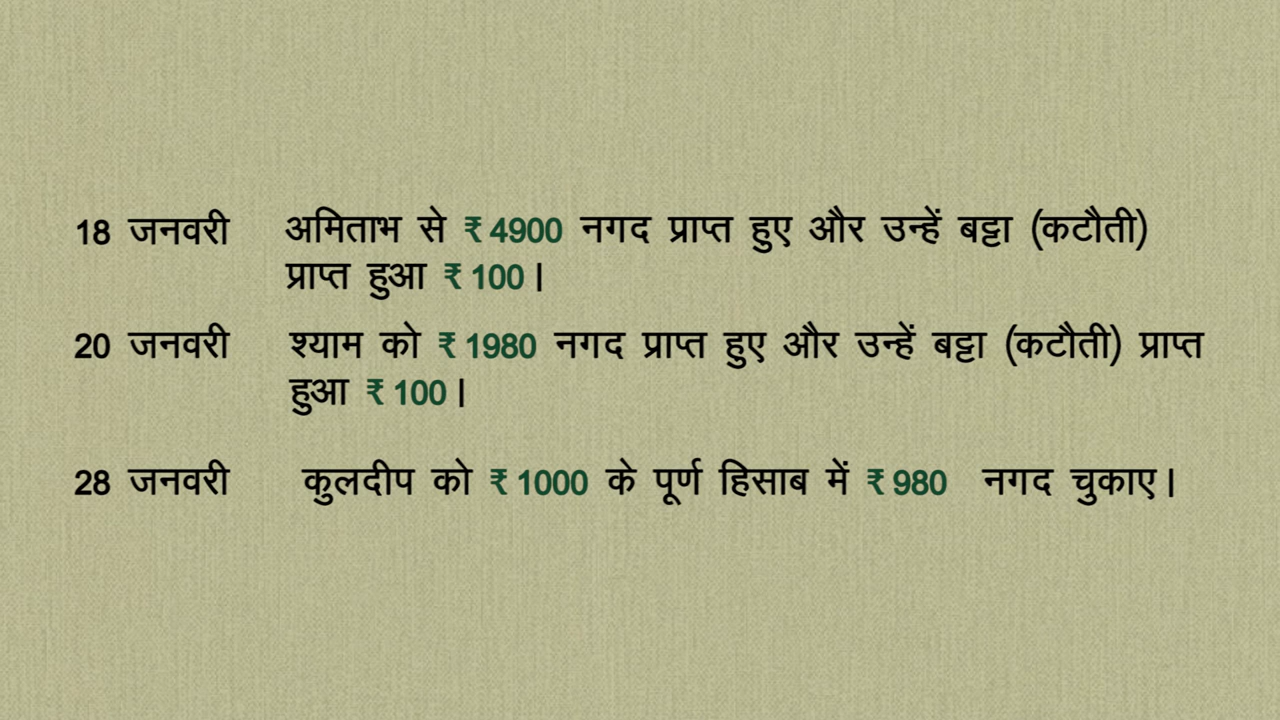 18 जनवरी अमिताभ से ₹ 4900 नगद प्राप्त हुए और उन्हें बट्टा (कटौती)
प्राप्त हुआ ₹ 100 |
20 जनवरी श्याम को ₹ 1980 नगद प्राप्त हुए और उन्हें बट्टा (कटौती) प्राप्त
हुआ ₹ 100 |
28 जनवरी कुलदीप को ₹ 1000 के पूर्ण हिसाब में ₹ 980 नगद चुकाए |